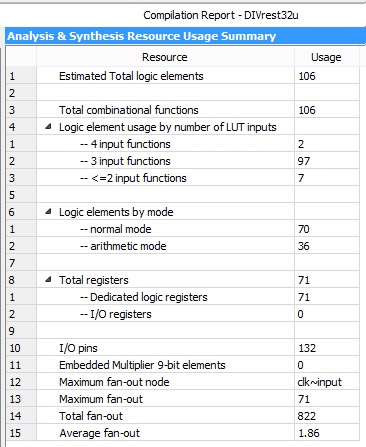 Compilation Report - DIVrest32u
Analysis & Synthesis Resource Usage Summary
Resource Usage
1 Estimated Total logic elements 106
2
3 Total combinational functions 106
4 Logic element usage by number of LUT inputs
1 -- 4 input functions 2
2 -- 3 input functions 97
3 -- <=2 input functions 7
5
6 Logic elements by mode
1 -- normal mode 70
2 -- arithmetic mode 36
7
8 Total registers 71
1 -- Dedicated logic registers 71
2 -- I/O registers 0
9
10 I/O pins 132
11 Embedded Multiplier 9-bit elements 0
12 Maximum fan-out node clk~input
13 Maximum fan-out 71
14 Total fan-out 822
15 Average fan-out 1.86